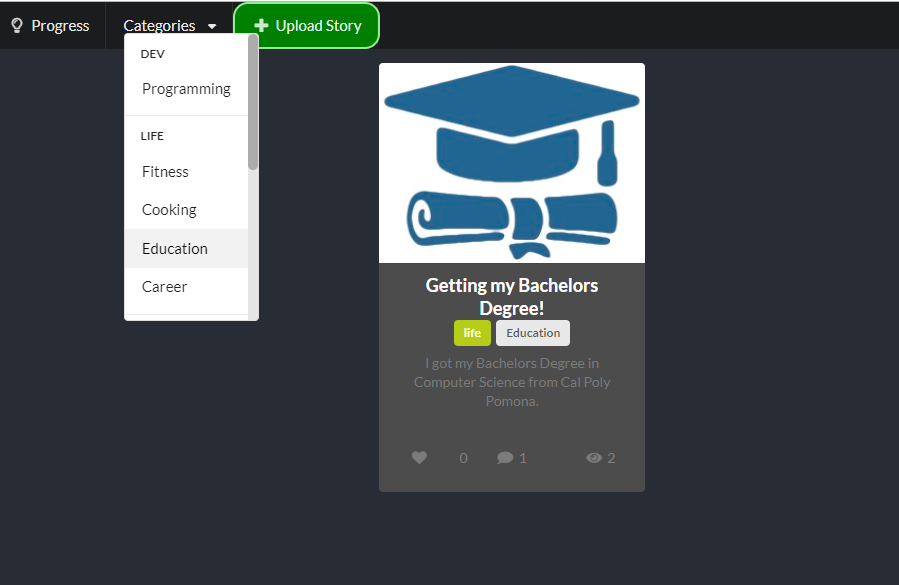 Progress
Categories
Upload Story
DEV
Programming
LIFE
Fitness
Cooking
Education
Career
Getting my Bachelors
Degree!
life Education
I got my Bachelors Degree in
Computer Science from Cal Poly
Pomona.
0 1 2